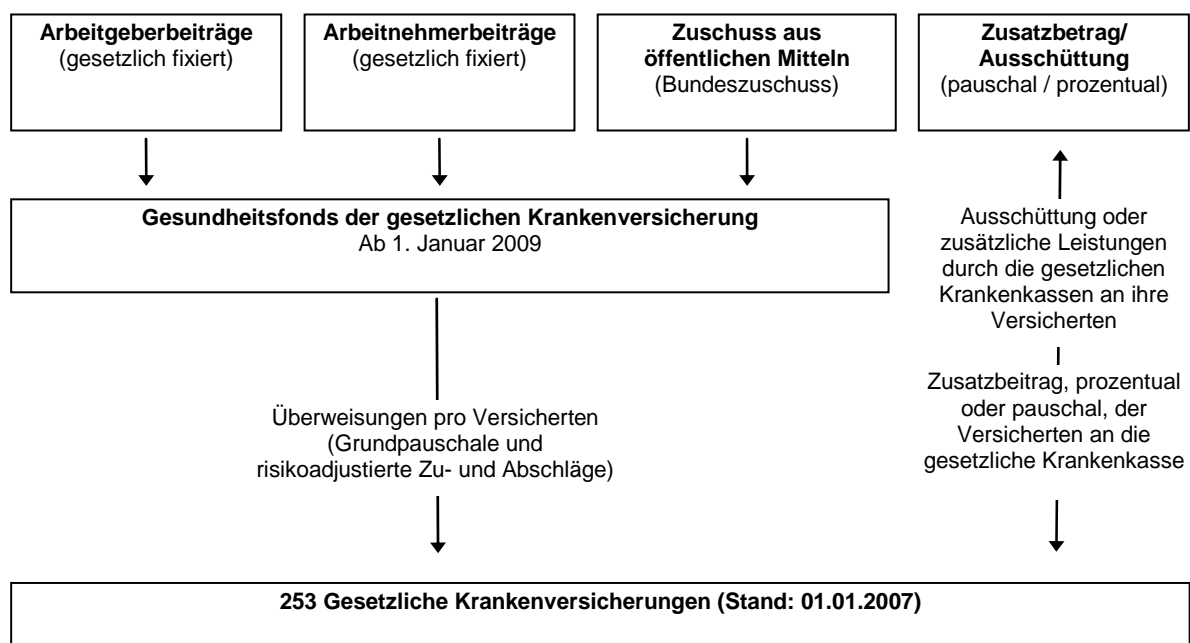 Arbeitgeberbeiträge
(gesetzlich fixiert)
Arbeitnehmerbeiträge
(gesetzlich fixiert)
Zuschuss aus
öffentlichen Mitteln
(Bundeszuschuss)
Zusatzbetrag/
Ausschüttung
(pauschal / prozentual)
Gesundheitsfonds der gesetzlichen Krankenversicherung
Ab 1. Januar 2009
Ausschüttung oder
zusätzliche Leistungen
durch die gesetzlichen
Krankenkassen an ihre
Versicherten
Überweisungen pro Versicherten
(Grundpauschale und
risikoadjustierte Zu- und Abschläge)
Zusatzbeitrag, prozentual
oder pauschal, der
Versicherten an die
gesetzliche Krankenkasse
253 Gesetzliche Krankenversicherungen (Stand: 01.01.2007)